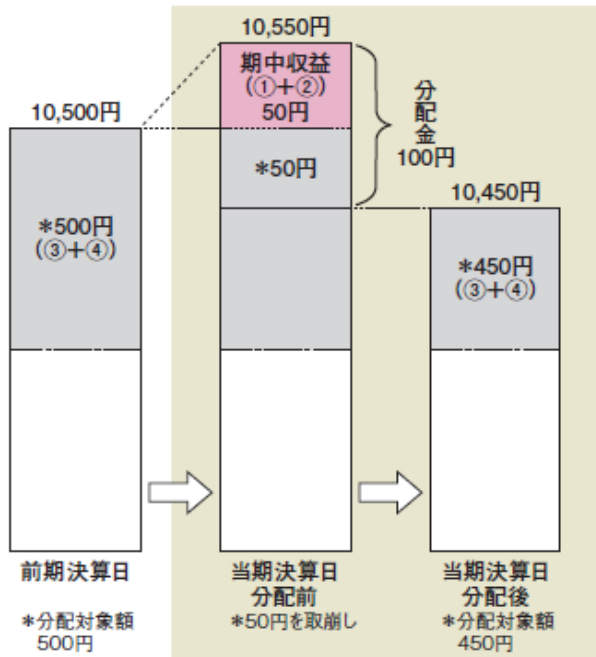 10,550円
期中収益
(①+②)
50円
分配金
100円
10,500円
*50円
10,450円
*500円
(③+④)
*450円
(③+④)
前期決算日
当期決算日
分配前
当期決算日
分配後
*分配対象額
500円
*50円を取崩し
*分配対象額
450円